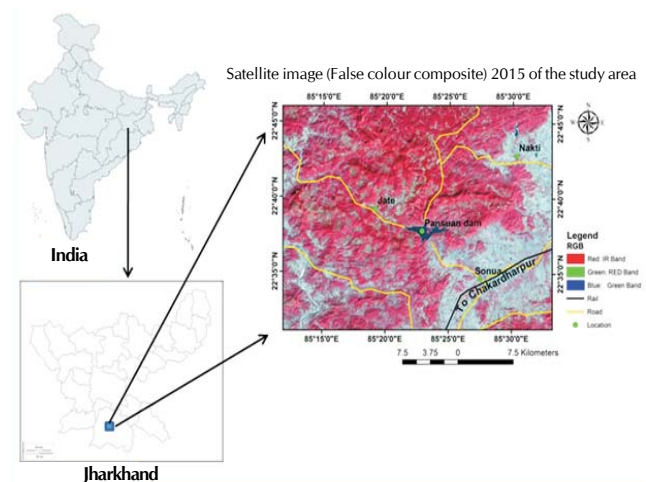 Satellite image (False colour composite) 2015 of the study area
India
Jharkhand
85°15'0"E 85°20'0"E 85°25'0"E 85°30'0"E
22°45'0"N
22°40'0"N
22°35'0"N
22°45'0"N
22°40'0"N
22°35'0"N
Nakti
Jate
Pansuan dam
Sonua
To Chakardharpur
85°15'0"E 85°20'0"E 85°25'0"E 85°30'0"E
7.5 3.75 0 7.5 Kilometers
N
Legend
RGB
Red: IR Band
Green: RED Band
Blue: Green Band
Rail
Road
Location